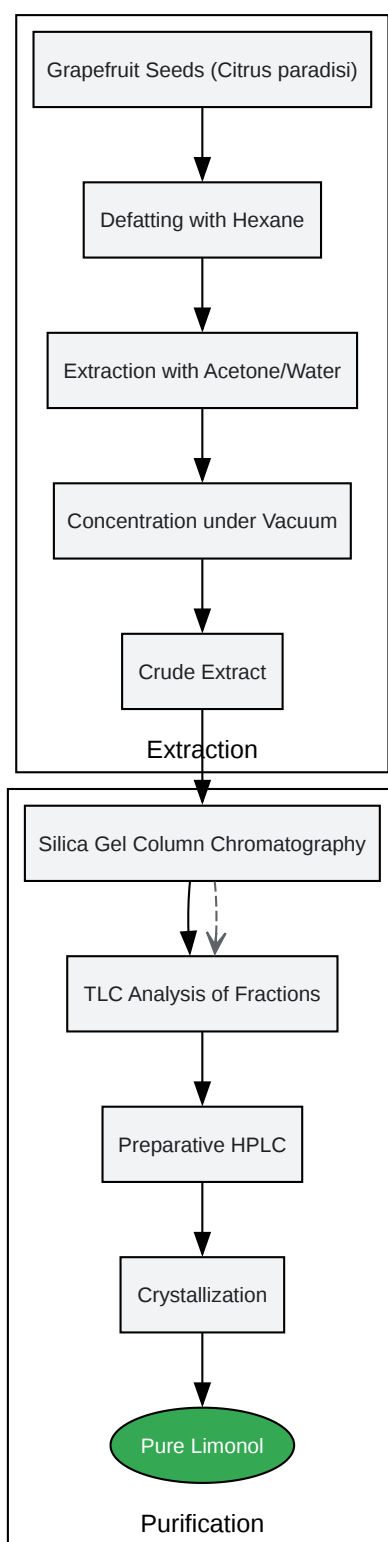 Grapefruit Seeds (Citrus paradisi)
Defatting with Hexane
Extraction with Acetone/Water
Concentration under Vacuum
Crude Extract
Extraction
Silica Gel Column Chromatography
TLC Analysis of Fractions
Preparative HPLC
Crystallization
Pure Limonol
Purification